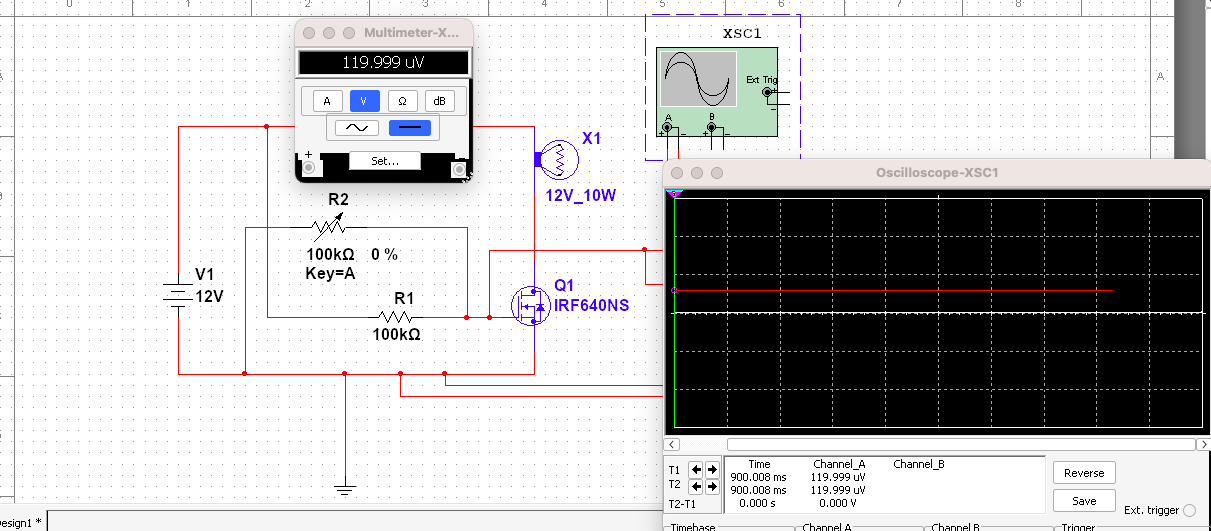 0 1 2 3 4 5 6 7 8
Multimeter-X...
119.999 uV
A V Ω dB
+ Set... −
XSC1
Ext Trig
+
−
A B
+ − + −
A
X1
12V_10W
R2
100kΩ 0 %
Key=A
V1
12V
R1
100kΩ
Q1
IRF640NS
Oscilloscope-XSC1
Time Channel_A Channel_B
T1 900.008 ms 119.999 uV
T2 900.008 ms 119.999 uV
T2-T1 0.000 s 0.000 V
Reverse
Save
Ext. trigger
Timebase Channel A Channel B Trigger
esign1 *